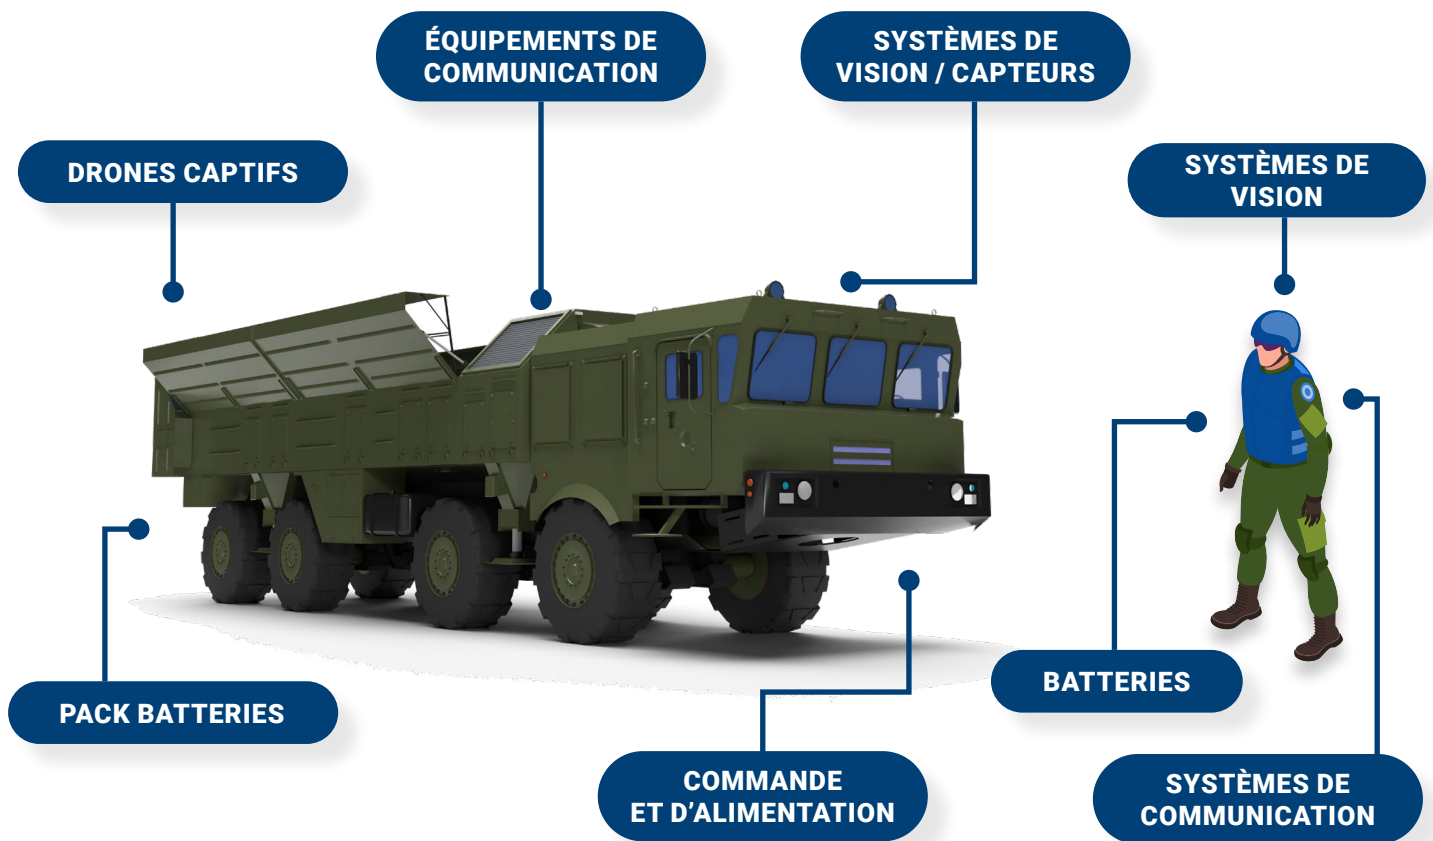 ÉQUIPEMENTS DE
COMMUNICATION
SYSTÈMES DE
VISION / CAPTEURS
DRONES CAPTIFS
SYSTÈMES DE
VISION
PACK BATTERIES
BATTERIES
COMMANDE
ET D'ALIMENTATION
SYSTÈMES DE
COMMUNICATION